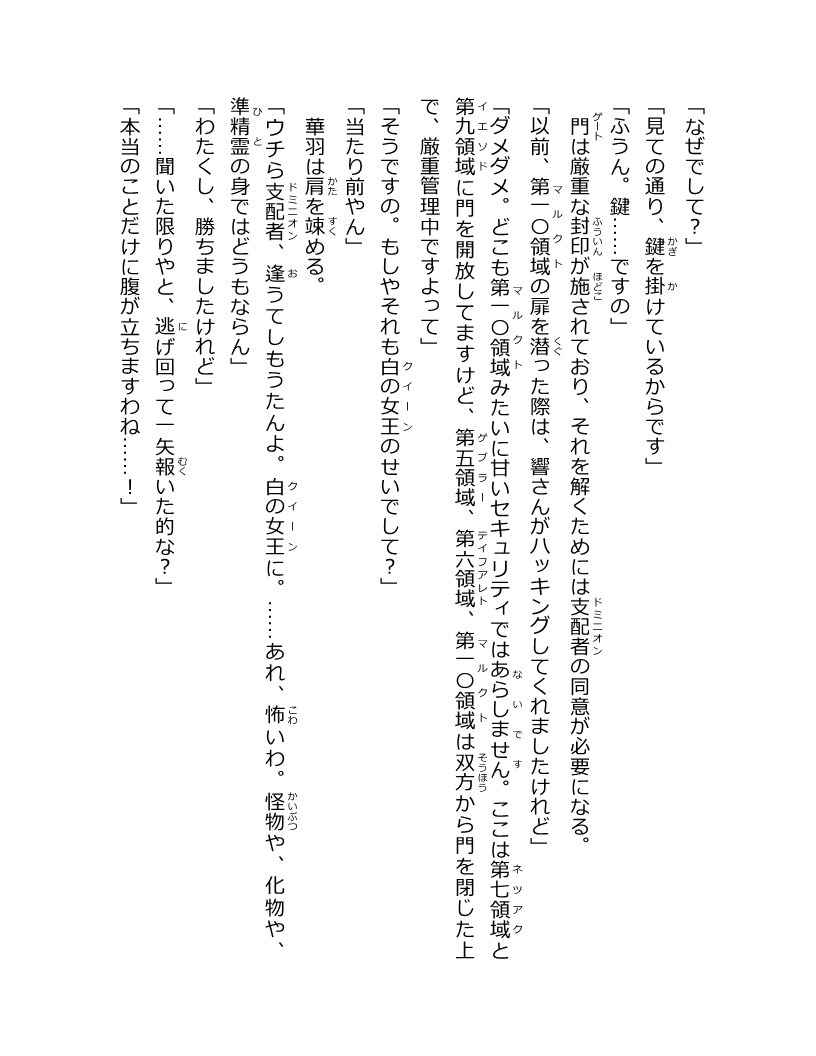 「なぜでして?」
「見ての通り、鍵を掛けているからです」
「ふうん。鍵……ですの」
　門は厳重な封印が施されており、それを解くためには支配者の同意が必要になる。
「以前、第一〇領域の扉を潜った際は、響さんがハッキングしてくれましたけれど」
「ダメダメ。どこも第一〇領域みたいに甘いセキュリティではあらしません。ここは第七領域と
第九領域に門を開放してますけど、第五領域、第六領域、第一〇領域は双方から門を閉じた上
で、厳重管理中ですよって」
「そうですの。もしやそれも白の女王のせいでして?」
「当たり前やん」
　華羽は肩を竦める。
「ウチら支配者、逢うてしもうたんよ。白の女王に。……あれ、怖いわ。怪物や、化物や、
準精霊の身ではどうもならん」
「わたくし、勝ちましたけれど」
「……聞いた限りやと、逃げ回って一矢報いた的な?」
「本当のことだけに腹が立ちますわね……!」